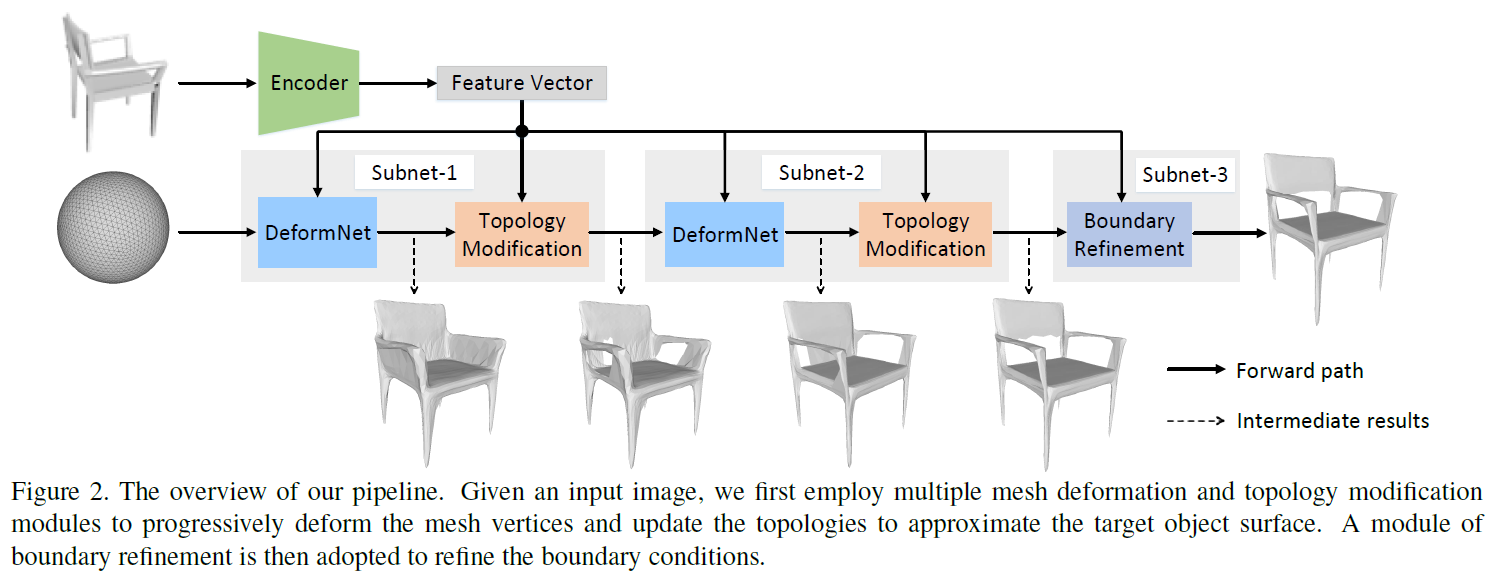 Encoder
Feature Vector
Subnet-1
Subnet-2
Subnet-3
DeformNet
Topology
Modification
DeformNet
Topology
Modification
Boundary
Refinement
Forward path
Intermediate results
Figure 2. The overview of our pipeline. Given an input image, we first employ multiple mesh deformation and topology modification
modules to progressively deform the mesh vertices and update the topologies to approximate the target object surface. A module of
boundary refinement is then adopted to refine the boundary conditions.